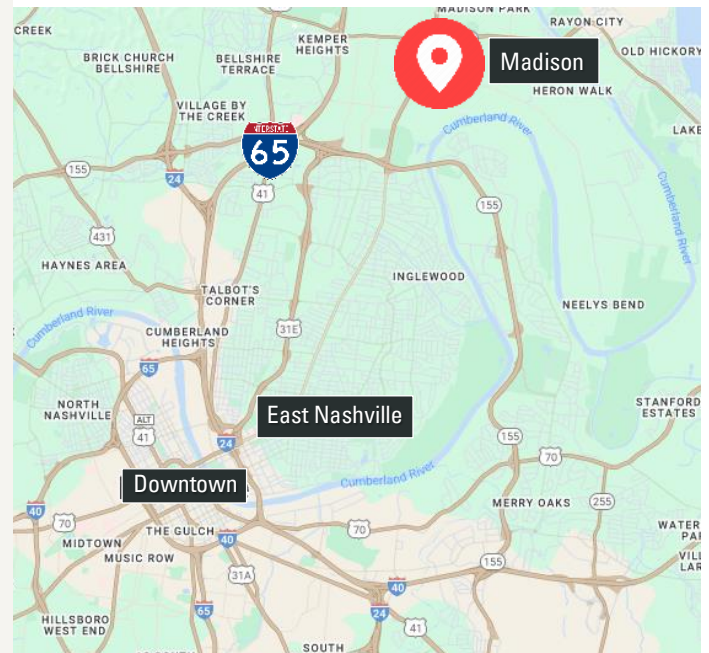 MADISON PARK
RAYON CITY
CREEK
KEMPER
HEIGHTS
BRICK CHURCH
BELLSHIRE
BELLSHIRE
TERRACE
Madison
OLD HICKORY
HERON WALK
VILLAGE BY
THE CREEK
Cumberland River
LAKE
INTERSTATE
65
155
24
41
155
431
HAYNES AREA
INGLEWOOD
Cumberland River
TALBOT'S
CORNER
NEELYS BEND
Cumberland River
CUMBERLAND
HEIGHTS
31E
65
NORTH
NASHVILLE
STANFORD
ESTATES
East Nashville
ALT
41
24
155
70
Downtown
Cumberland River
MERRY OAKS
255
40
70
THE GULCH
40
70
WATER
PA
MIDTOWN
MUSIC ROW
VILL
LAR
155
31A
40
65
24
HILLSBORO
WEST END
41
SOUTH